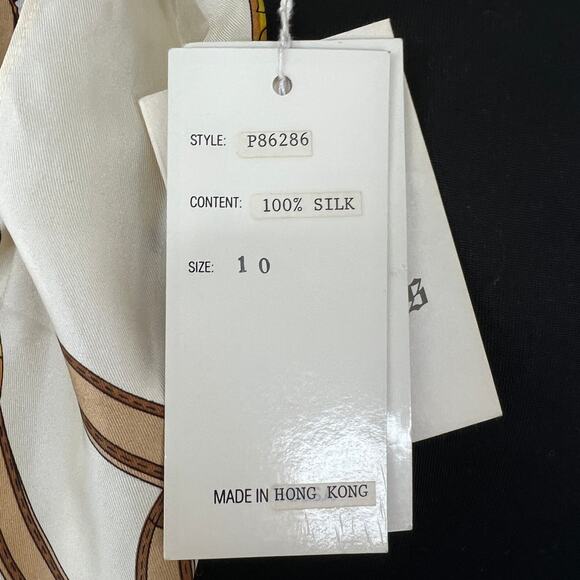 STYLE: P86286
CONTENT: 100% SILK
SIZE: 10
MADE IN HONG KONG